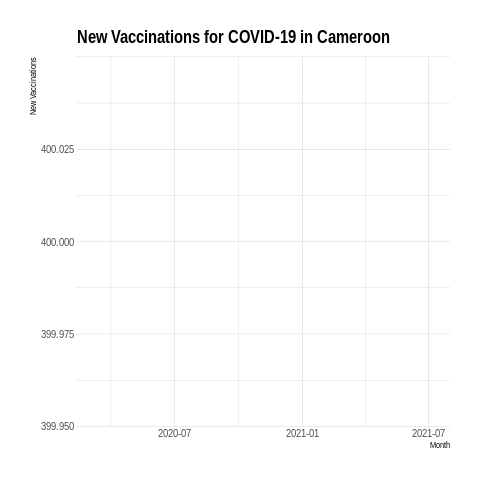 New Vaccinations for COVID-19 in Cameroon
New Vaccinations
400.025
400.000
399.975
399.950
2020-07 2021-01 2021-07
Month